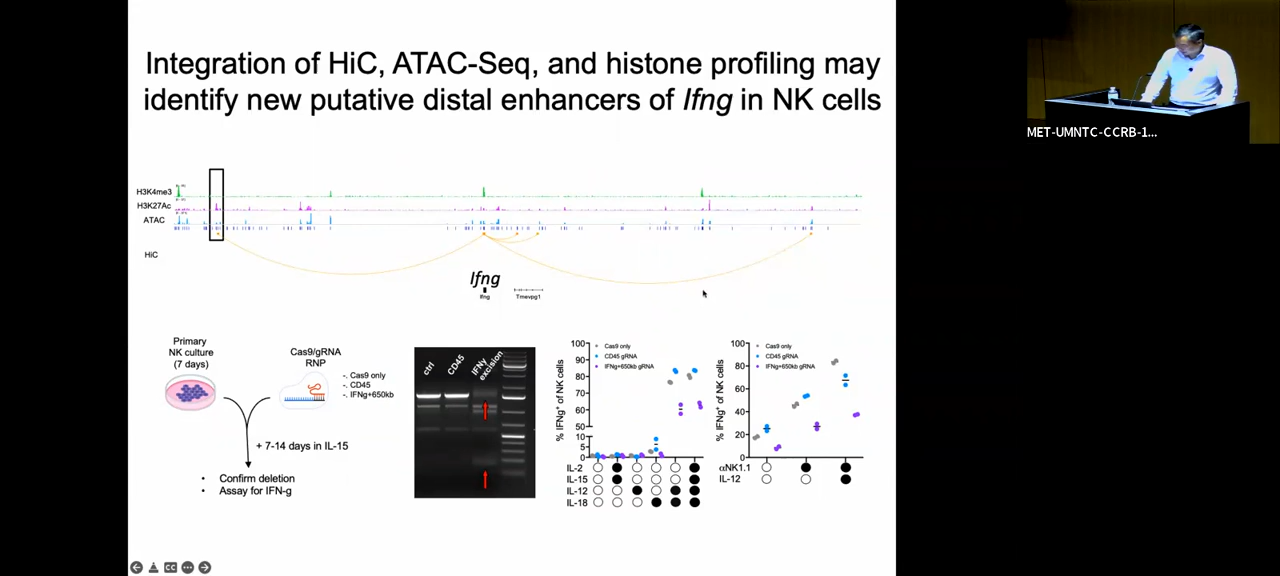 Integration of HiC, ATAC-Seq, and histone profiling may
identify new putative distal enhancers of Ifng in NK cells
MET-UMNTC-CCRB-1...
H3K4me3
H3K27Ac
ATAC
HiC
Ifng
Ifng
Tmevpg1
Primary
NK culture
(7 days)
Cas9/gRNA
RNP
-. Cas9 only
-. CD45
-. IFNg+650kb
+ 7-14 days in IL-15
• Confirm deletion
• Assay for IFN-g
ctrl
CD45
IFNγ
excision
% IFNg+ of NK cells
100
90
80
70
60
50
10
5
0
Cas9 only
CD45 gRNA
IFNg+650kb gRNA
IL-2
IL-15
IL-12
IL-18
% IFNg+ of NK cells
100
80
60
40
20
0
Cas9 only
CD45 gRNA
IFNg+650kb gRNA
αNK1.1
IL-12
CC